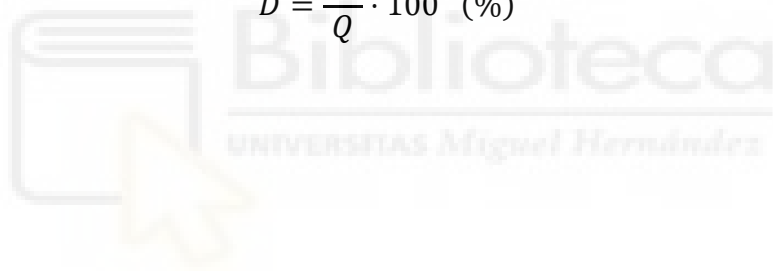 D = — Q · 100 (%)
Biblioteca
UNIVERSITAS Miguel Hernández